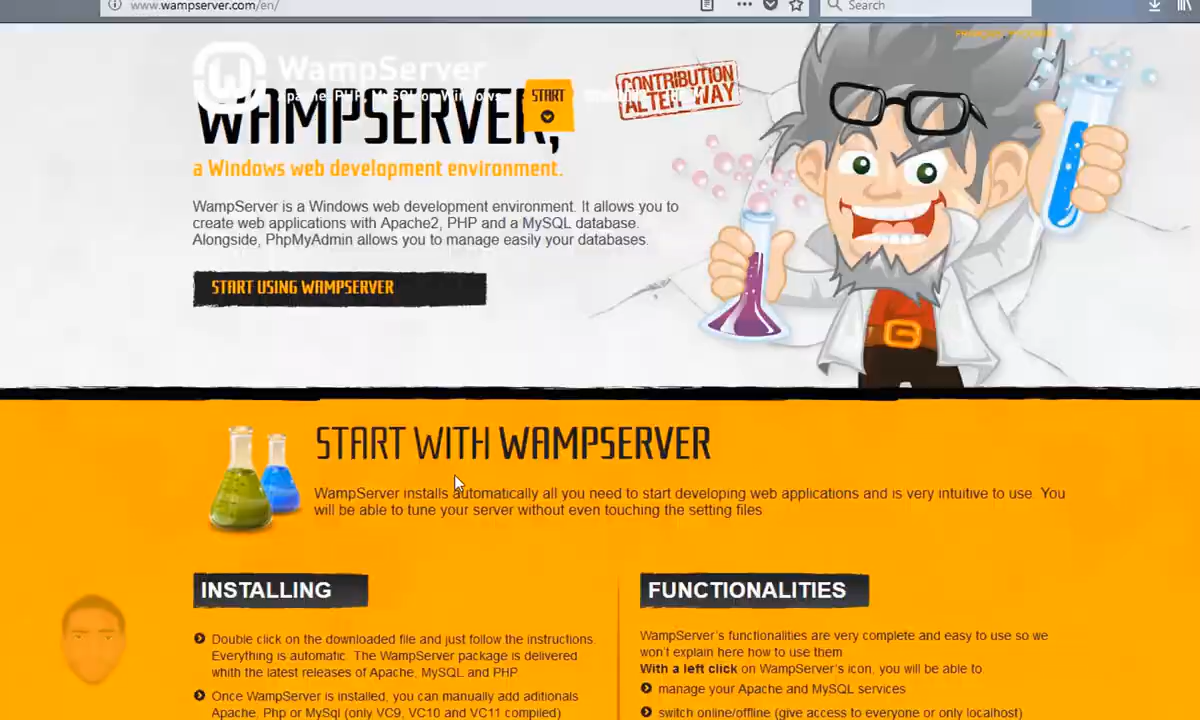 www.wampserver.com/en/
Search
WampServer
Apache, PHP, MySQL on Windows
START
CONTRIBUTION
ALTER WAY
WAMPSERVER,
a Windows web development environment.
WampServer is a Windows web development environment. It allows you to
create web applications with Apache2, PHP and a MySQL database.
Alongside, PhpMyAdmin allows you to manage easily your databases.
START USING WAMPSERVER
START WITH WAMPSERVER
WampServer installs automatically all you need to start developing web applications and is very intuitive to use. You
will be able to tune your server without even touching the setting files
INSTALLING
Double click on the downloaded file and just follow the instructions.
Everything is automatic. The WampServer package is delivered
whith the latest releases of Apache, MySQL and PHP.
Once WampServer is installed, you can manually add aditionals
Apache, Php or MySql (only VC9, VC10 and VC11 compiled)
FUNCTIONALITIES
WampServer's functionalities are very complete and easy to use so we
won't explain here how to use them
With a left click on WampServer's icon, you will be able to:
manage your Apache and MySQL services
switch online/offline (give access to everyone or only localhost)